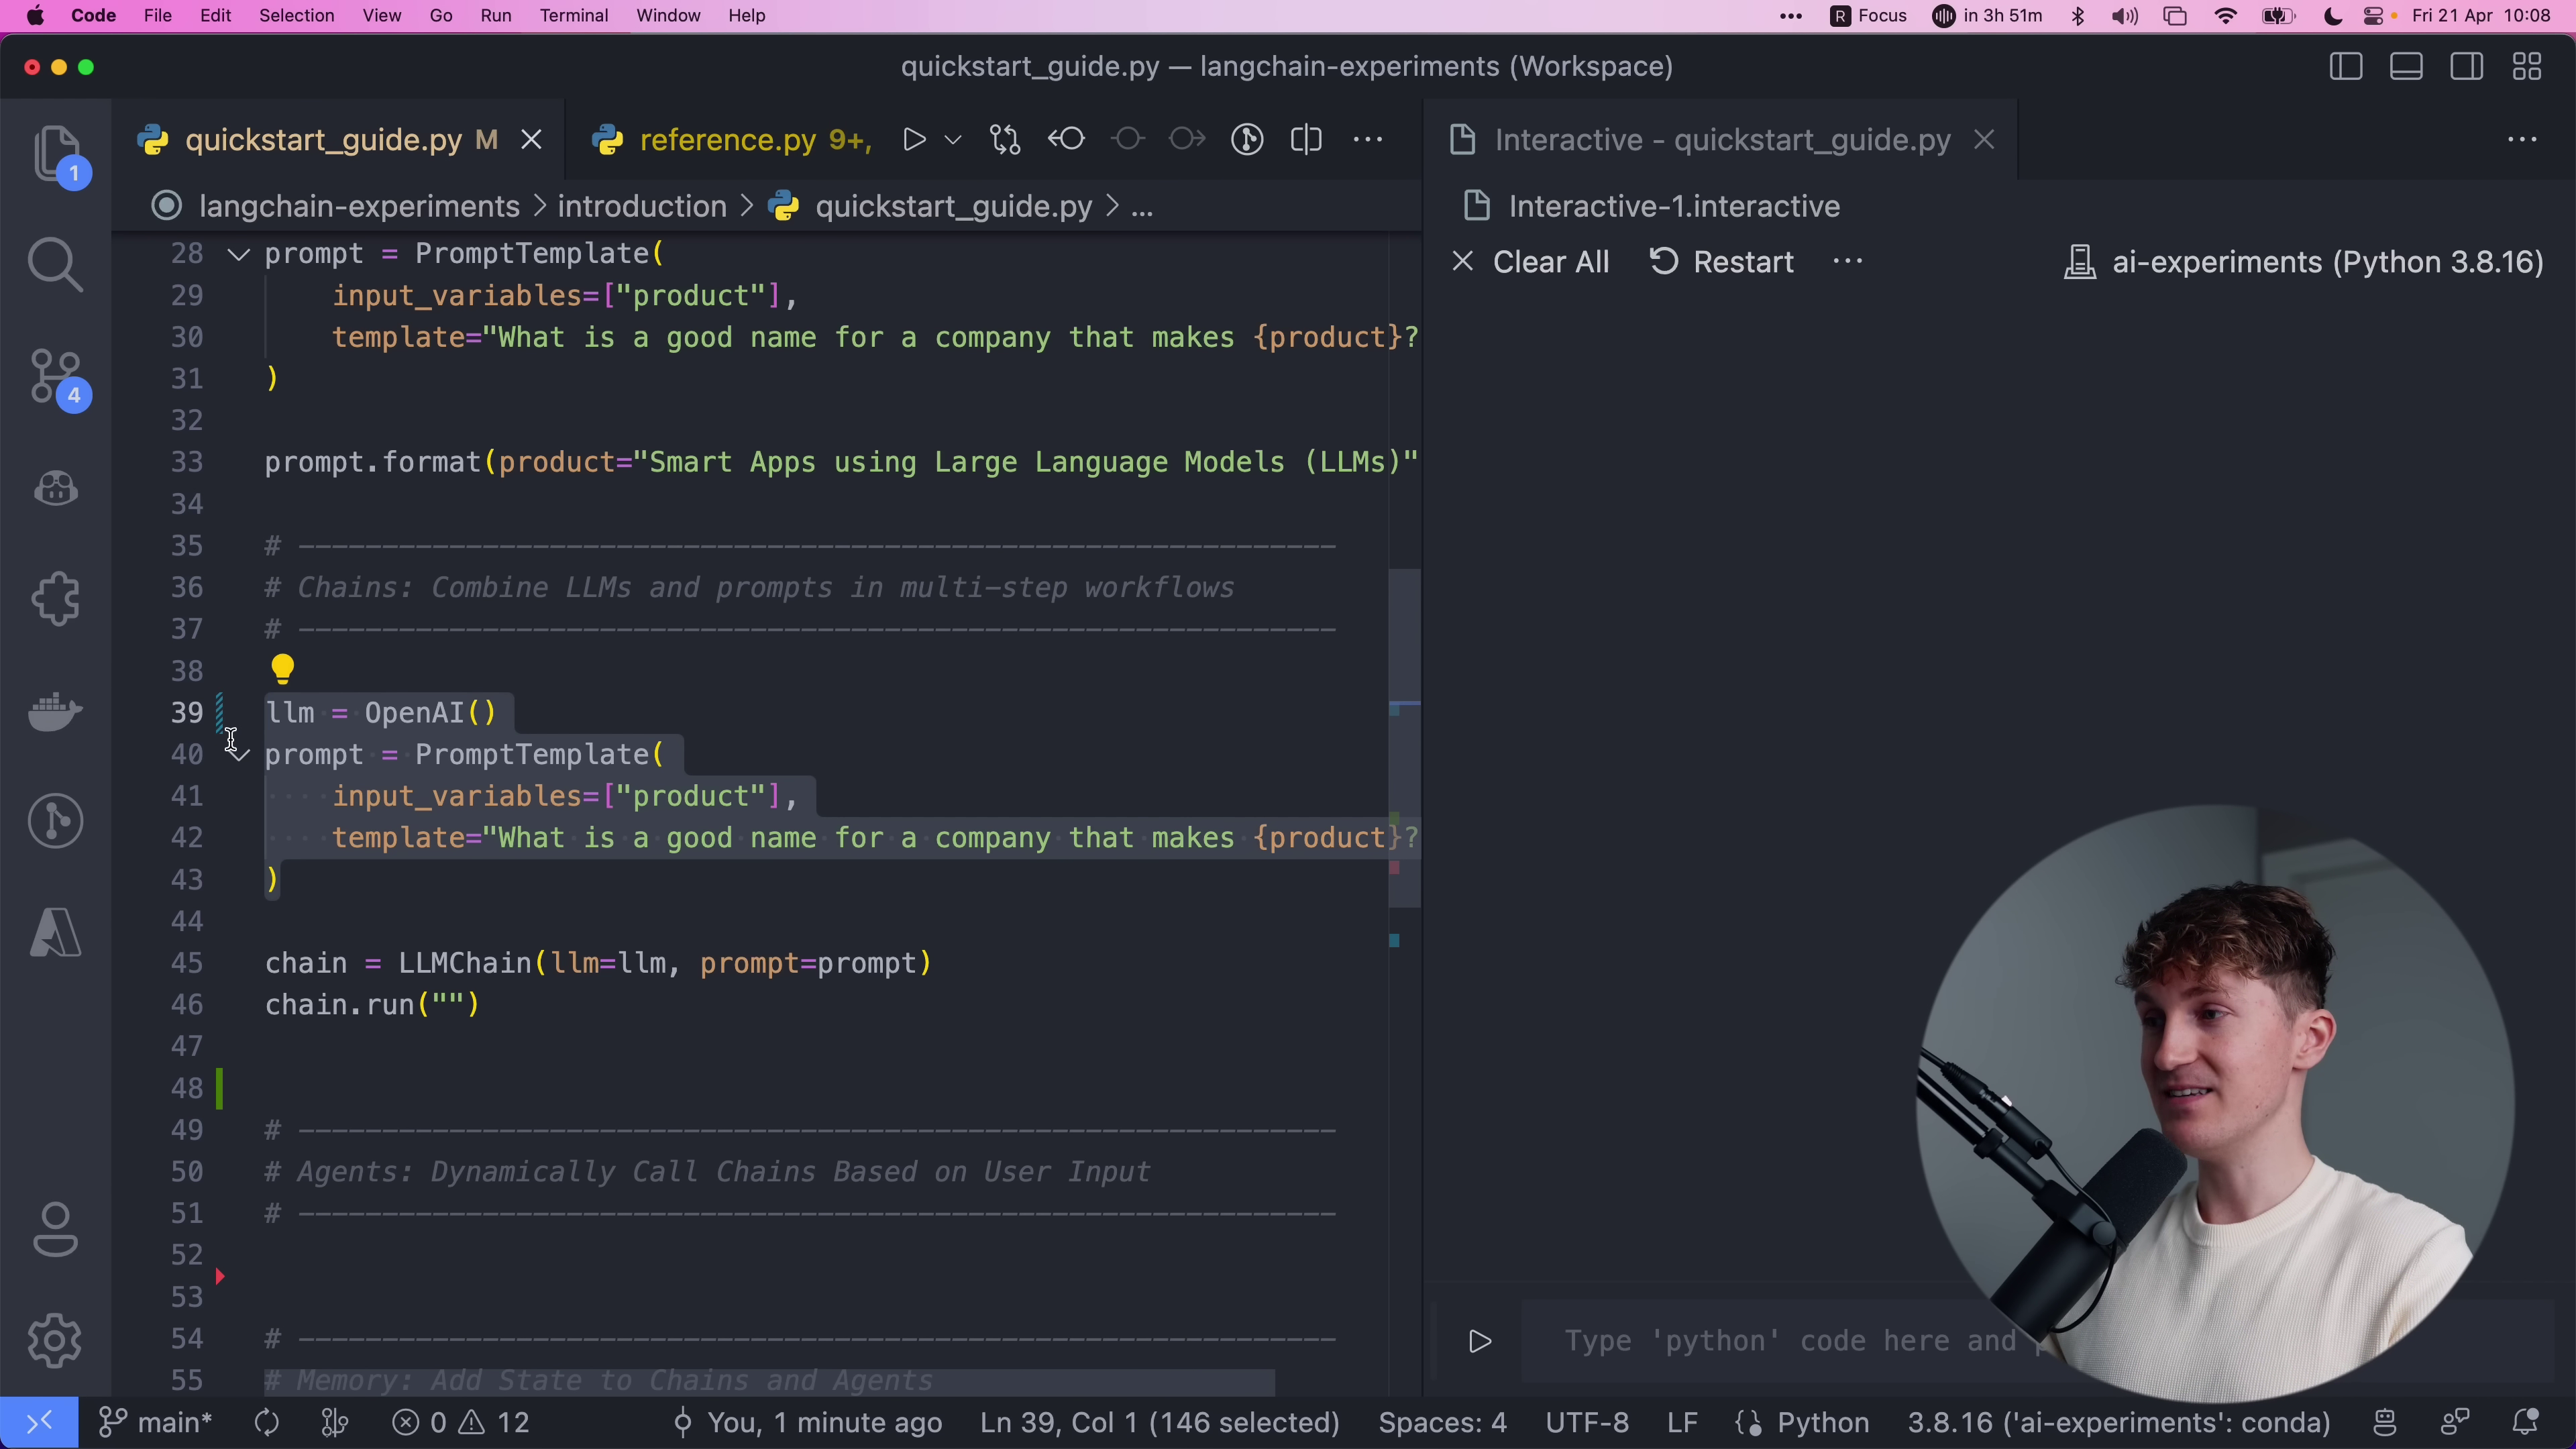 Code File Edit Selection View Go Run Terminal Window Help ••• R Focus in 3h 51m Fri 21 Apr 10:08
quickstart_guide.py — langchain-experiments (Workspace)
1
quickstart_guide.py M reference.py 9+,
Interactive - quickstart_guide.py
langchain-experiments > introduction > quickstart_guide.py > ...
Interactive-1.interactive
Clear All Restart ... ai-experiments (Python 3.8.16)
4
28 prompt = PromptTemplate(
29 input_variables=["product"],
30 template="What is a good name for a company that makes {product}?
31 )
32
33 prompt.format(product="Smart Apps using Large Language Models (LLMs)"
34
35 # --------------------------------------------------------------
36 # Chains: Combine LLMs and prompts in multi-step workflows
37 # --------------------------------------------------------------
38
39 llm = OpenAI()
40 prompt = PromptTemplate(
41 input_variables=["product"],
42 template="What is a good name for a company that makes {product}?
43 )
44
45 chain = LLMChain(llm=llm, prompt=prompt)
46 chain.run("")
47
48
49 # --------------------------------------------------------------
50 # Agents: Dynamically Call Chains Based on User Input
51 # --------------------------------------------------------------
52
53
54 # --------------------------------------------------------------
55 # Memory: Add State to Chains and Agents
Type 'python' code here and
main* 0 12 You, 1 minute ago Ln 39, Col 1 (146 selected) Spaces: 4 UTF-8 LF Python 3.8.16 ('ai-experiments': conda)